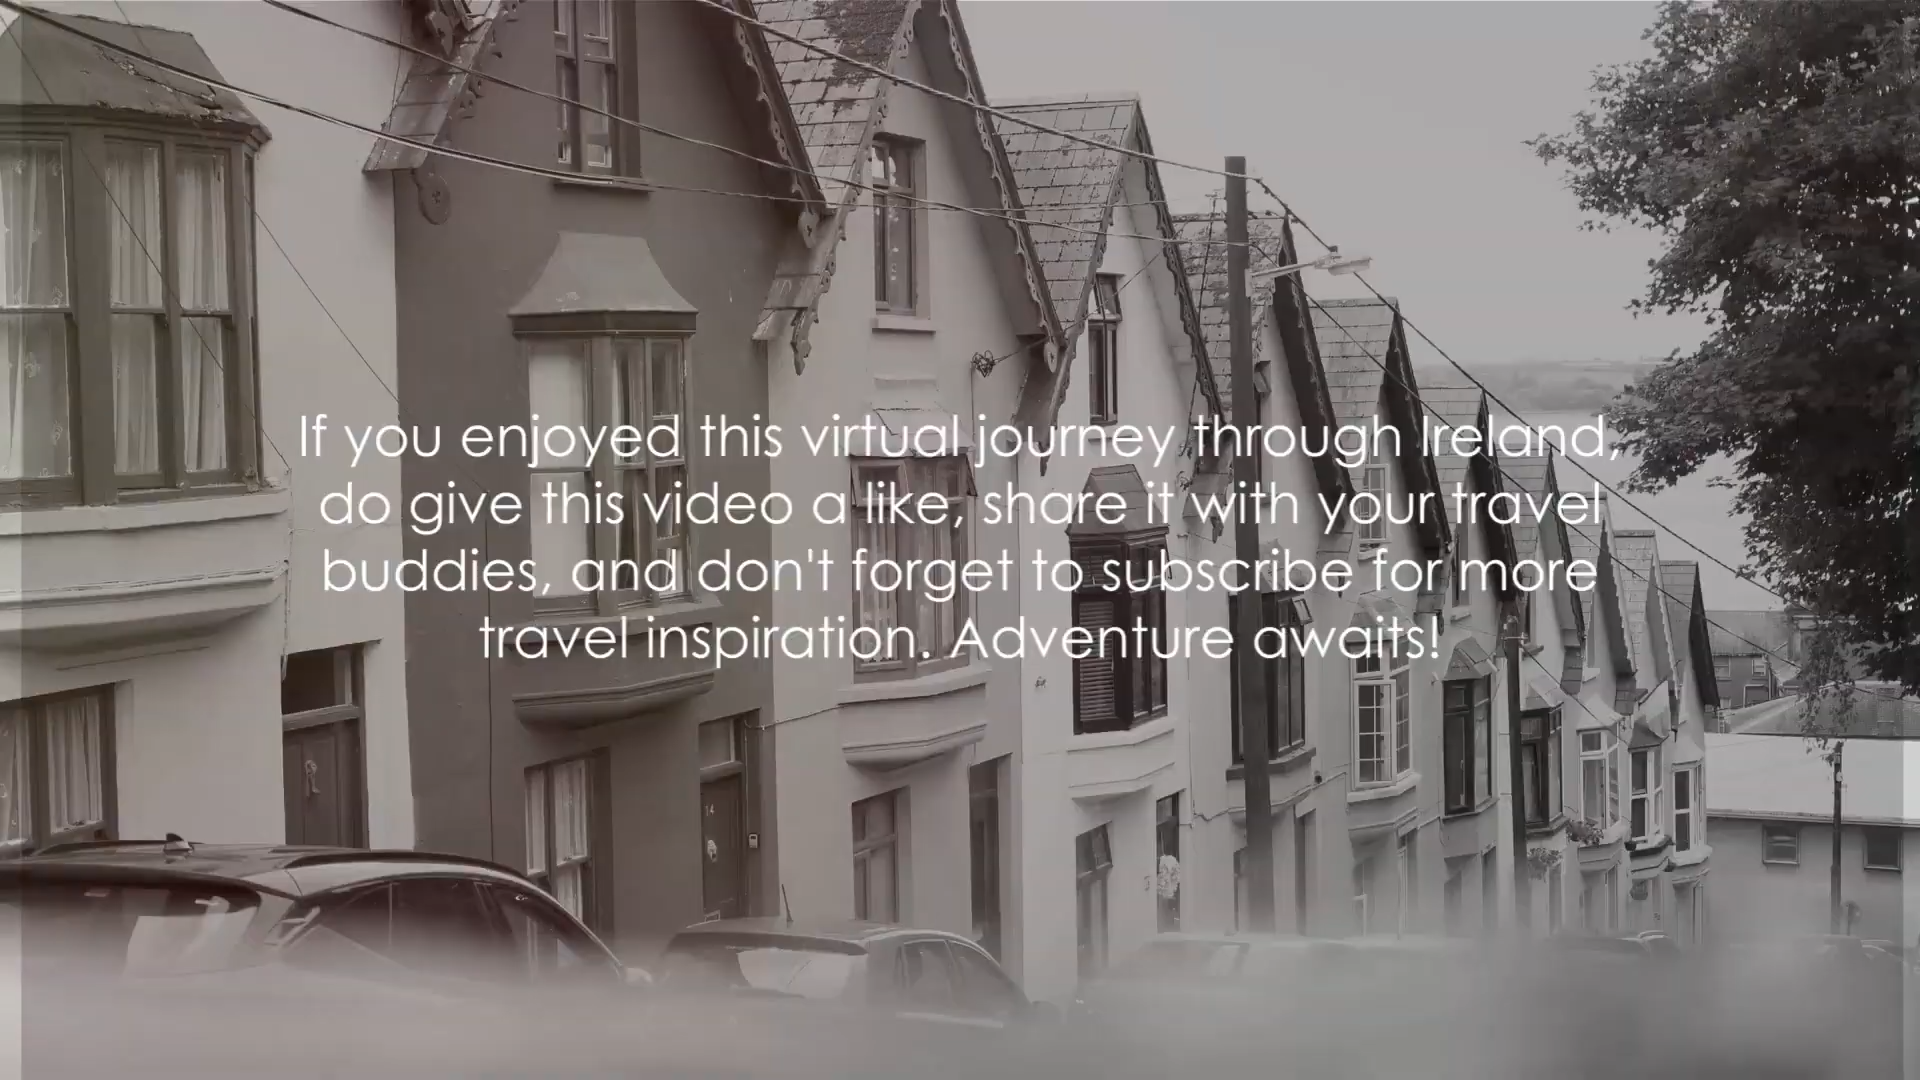 If you enjoyed this virtual journey through Ireland,
do give this video a like, share it with your travel
buddies, and don't forget to subscribe for more
travel inspiration. Adventure awaits!
14